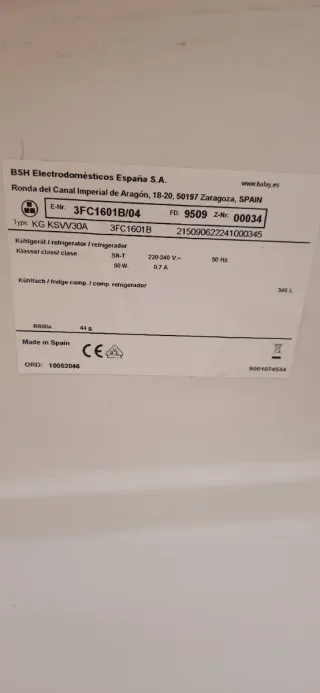 BSH Electrodomésticos España S.A. www.balay.es
Ronda del Canal Imperial de Aragón, 18-20, 50197 Zaragoza, SPAIN
E-Nr. 3FC1601B/04 FD. 9509 Z-Nr. 00034
Type KG KSVV30A 3FC1601B 215090622241000345
Kühlgerät / refrigerator / refrigerador
Klasse/ class/ clase SN-T 220-240 V~ 50 Hz
90 W. 0,7 A
Kühlfach / fridge comp. / comp. refrigerador 346 L
R600a 44 g.
Made in Spain CE
ORD: 10052046 9001074534